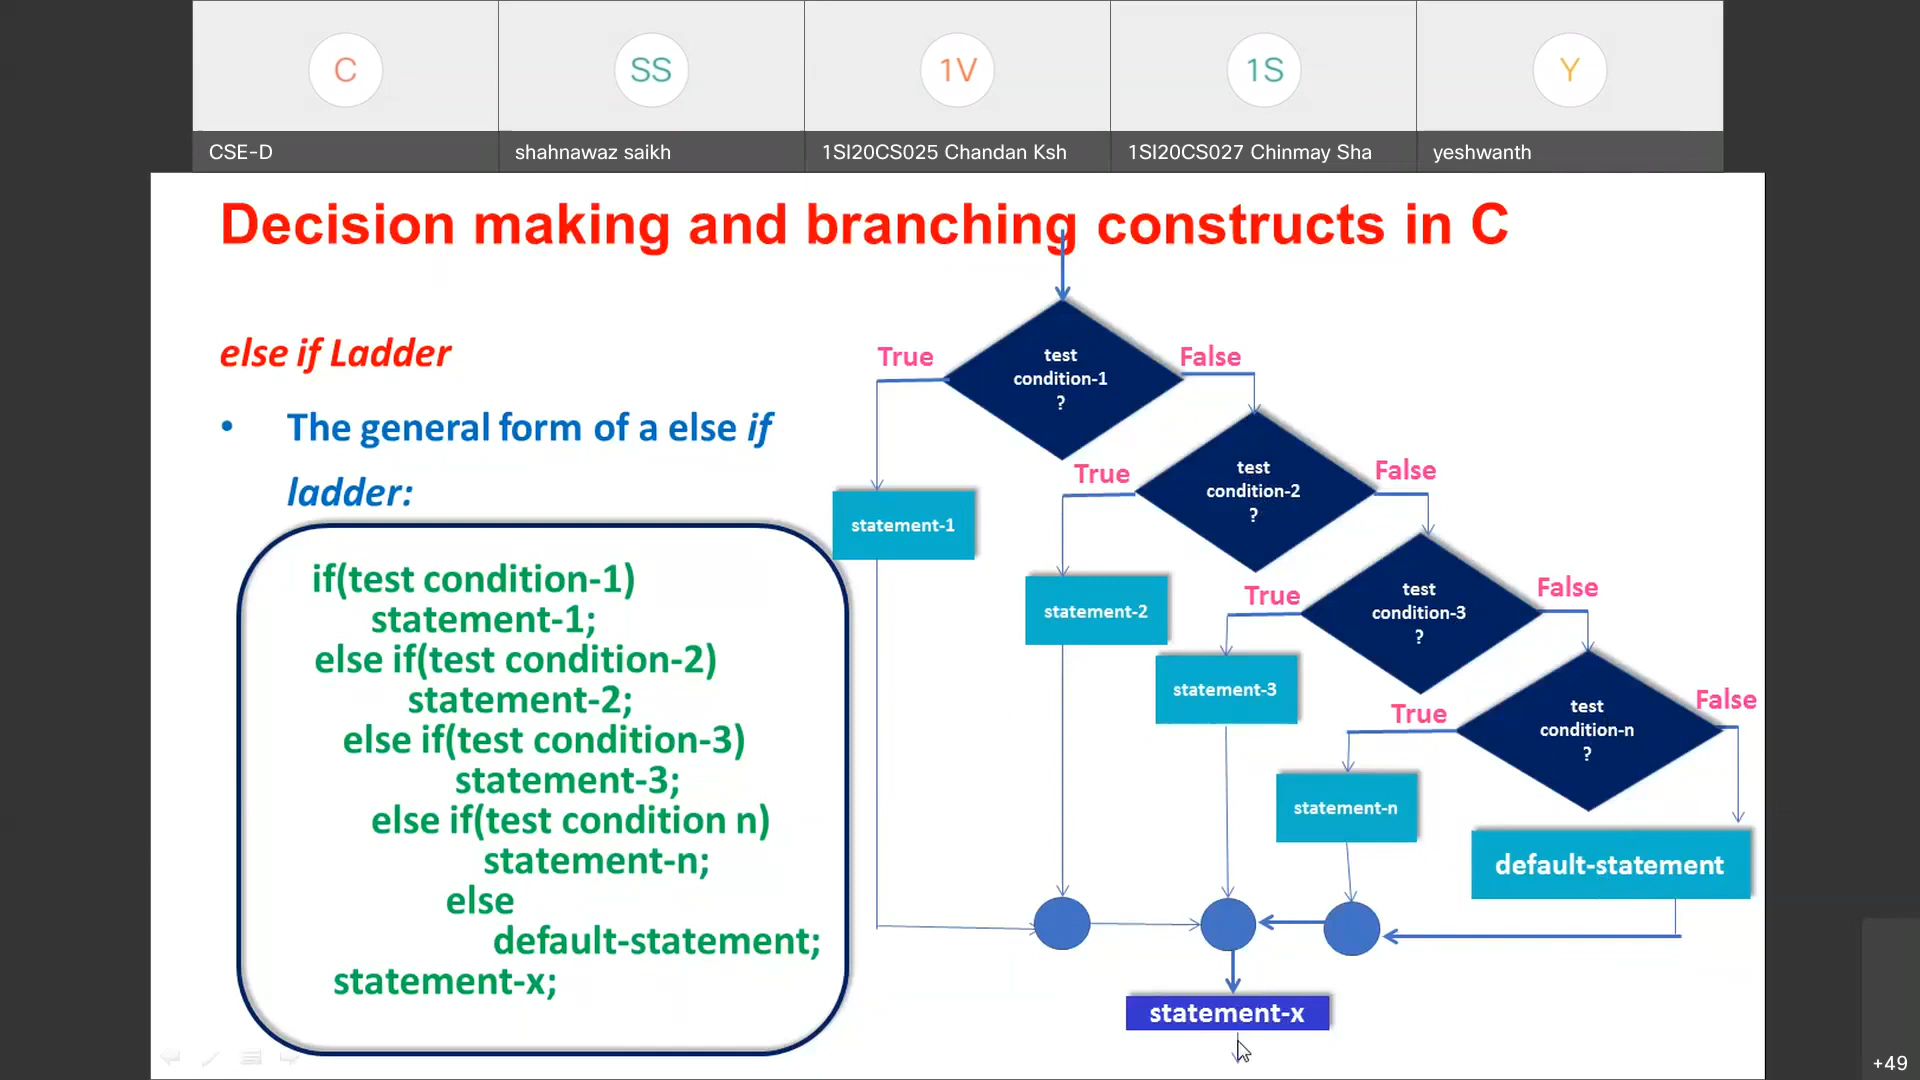 C
SS
1V
1S
Y
CSE-D
shahnawaz saikh
1SI20CS025 Chandan Ksh
1SI20CS027 Chinmay Sha
yeshwanth
Decision making and branching constructs in C
else if Ladder
• The general form of a else if
ladder:
if(test condition-1)
statement-1;
else if(test condition-2)
statement-2;
else if(test condition-3)
statement-3;
else if(test condition n)
statement-n;
else
default-statement;
statement-x;
True
test
condition-1
?
False
statement-1
True
test
condition-2
?
False
statement-2
True
test
condition-3
?
False
statement-3
True
test
condition-n
?
False
statement-n
default-statement
statement-x
+49